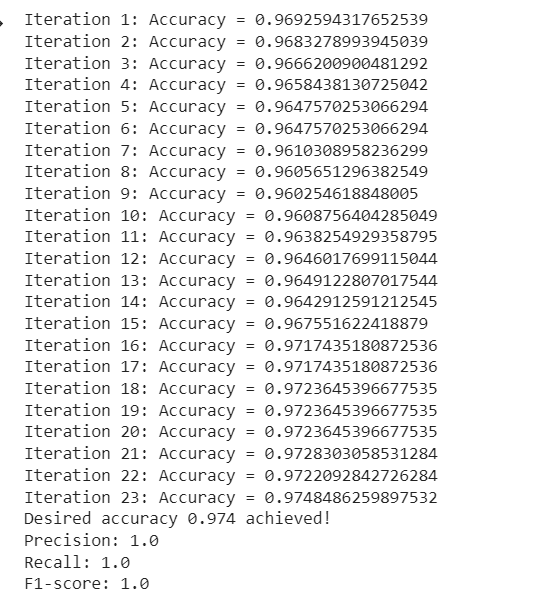 Iteration 1: Accuracy = 0.9692594317652539
Iteration 2: Accuracy = 0.9683278993945039
Iteration 3: Accuracy = 0.9666200900481292
Iteration 4: Accuracy = 0.9658438130725042
Iteration 5: Accuracy = 0.9647570253066294
Iteration 6: Accuracy = 0.9647570253066294
Iteration 7: Accuracy = 0.9610308958236299
Iteration 8: Accuracy = 0.9605651296382549
Iteration 9: Accuracy = 0.960254618848005
Iteration 10: Accuracy = 0.9608756404285049
Iteration 11: Accuracy = 0.9638254929358795
Iteration 12: Accuracy = 0.9646017699115044
Iteration 13: Accuracy = 0.9649122807017544
Iteration 14: Accuracy = 0.9642912591212545
Iteration 15: Accuracy = 0.967551622418879
Iteration 16: Accuracy = 0.9717435180872536
Iteration 17: Accuracy = 0.9717435180872536
Iteration 18: Accuracy = 0.9723645396677535
Iteration 19: Accuracy = 0.9723645396677535
Iteration 20: Accuracy = 0.9723645396677535
Iteration 21: Accuracy = 0.9728303058531284
Iteration 22: Accuracy = 0.9722092842726284
Iteration 23: Accuracy = 0.9748486259897532
Desired accuracy 0.974 achieved!
Precision: 1.0
Recall: 1.0
F1-score: 1.0